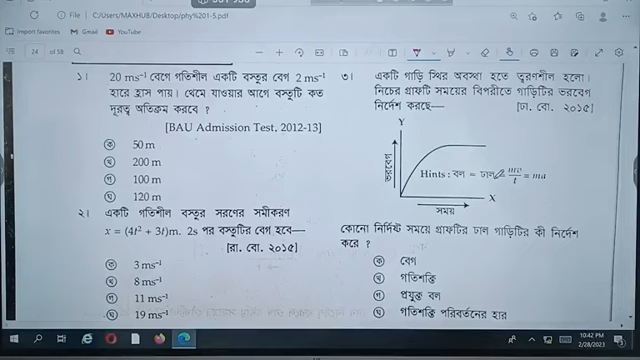 File | C:/Users/MAXHUB/Desktop/phy%201-5.pdf
Import favorites Gmail YouTube
24 of 58
১। 20 ms⁻¹ বেগে গতিশীল একটি বস্তুর বেগ 2 ms⁻¹
হারে হ্রাস পায়। থেমে যাওয়ার আগে বস্তুটি কত
দূরত্ব অতিক্রম করবে ?
[BAU Admission Test, 2012-13]
ক 50 m
খ 200 m
গ 100 m
ঘ 120 m
২। একটি গতিশীল বস্তুর সরণের সমীকরণ
x = (4t² + 3t)m. 2s পর বস্তুটির বেগ হবে—
[রা. বো. ২০১৫]
ক 3 ms⁻¹
খ 8 ms⁻¹
গ 11 ms⁻¹
ঘ 19 ms⁻¹
৩। একটি গাড়ি স্থির অবস্থা হতে ত্বরণশীল হলো।
নিচের গ্রাফটি সময়ের বিপরীতে গাড়িটির ভরবেগ
নির্দেশ করছে— [ঢা. বো. ২০১৫]
Y
ভরবেগ
Hints : বল = ঢাল = mv/t = ma
X
সময়
কোনো নির্দিষ্ট সময়ে গ্রাফটির ঢাল গাড়িটির কী নির্দেশ
করে ?
ক বেগ
খ গতিশক্তি
গ প্রযুক্ত বল
ঘ গতিশক্তি পরিবর্তনের হার
10:42 PM
2/28/2023